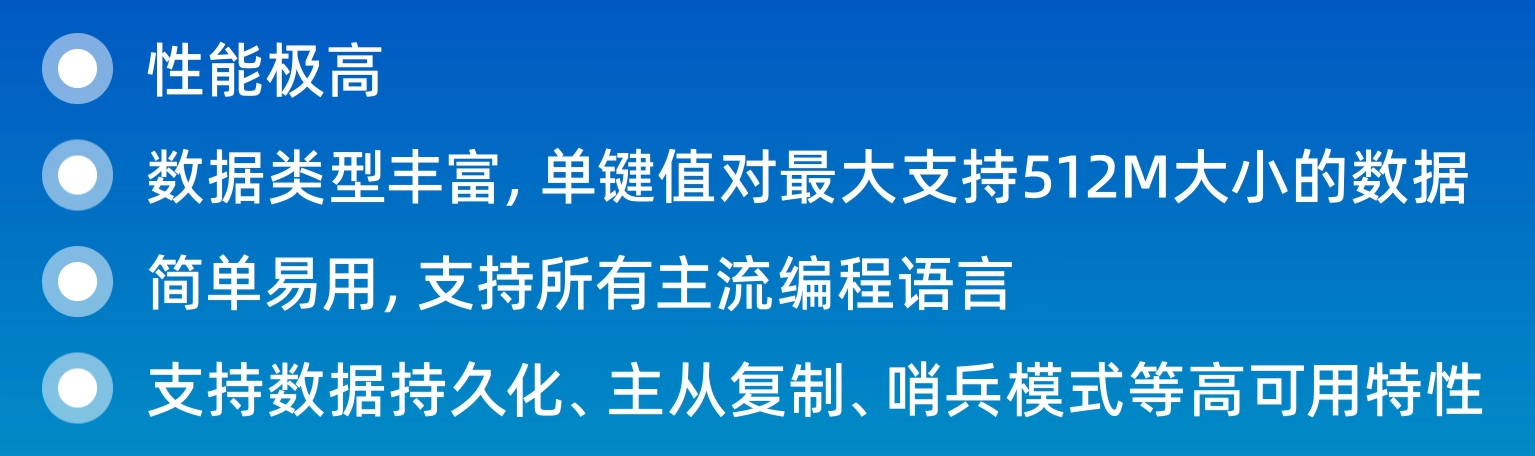 性能极高
数据类型丰富, 单键值对最大支持512M大小的数据
简单易用, 支持所有主流编程语言
支持数据持久化、主从复制、哨兵模式等高可用特性